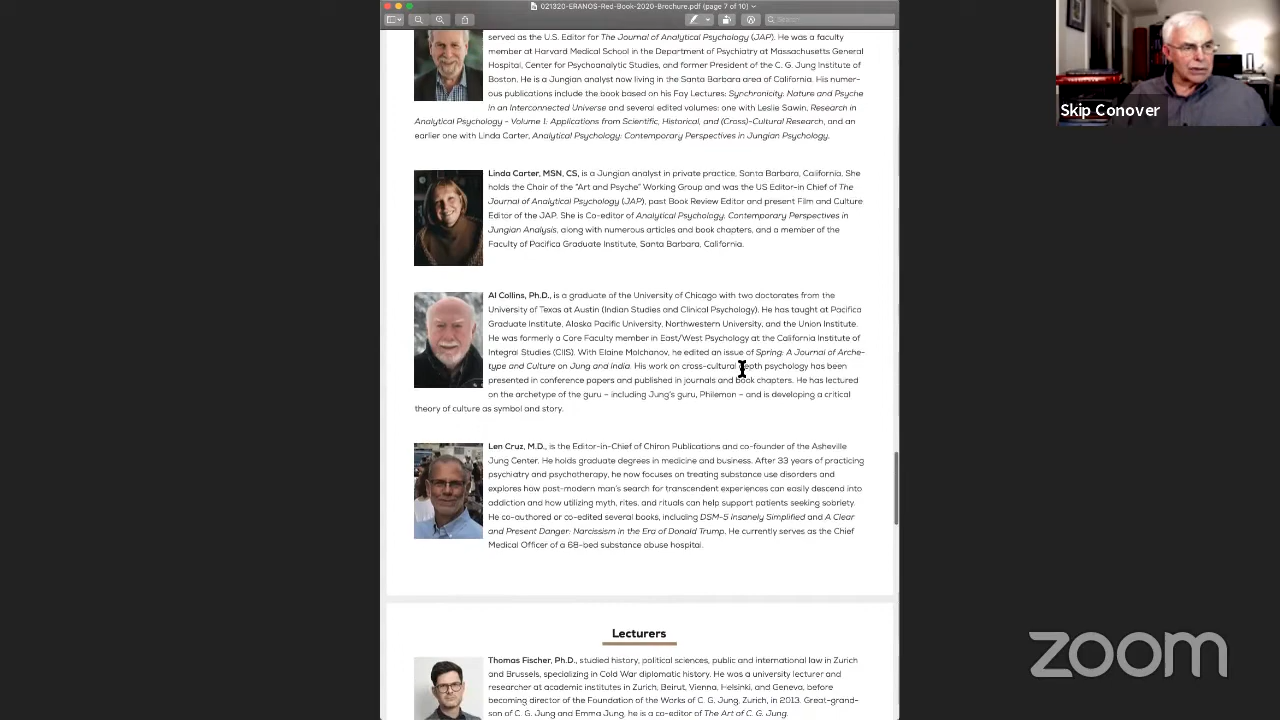 021320-ERANOS-Red-Book-2020-Brochure.pdf (page 7 of 10)
Search
served as the U.S. Editor for The Journal of Analytical Psychology (JAP). He was a faculty
member at Harvard Medical School in the Department of Psychiatry at Massachusetts General
Hospital, Center for Psychoanalytic Studies, and former President of the C. G. Jung Institute of
Boston. He is a Jungian analyst now living in the Santa Barbara area of California. His numer-
ous publications include the book based on his Fay Lectures: Synchronicity: Nature and Psyche
in an Interconnected Universe and several edited volumes: one with Leslie Sawin, Research in
Analytical Psychology - Volume 1: Applications from Scientific, Historical, and (Cross)-Cultural Research, and an
earlier one with Linda Carter, Analytical Psychology: Contemporary Perspectives in Jungian Psychology.
Linda Carter, MSN, CS, is a Jungian analyst in private practice, Santa Barbara, California. She
holds the Chair of the "Art and Psyche" Working Group and was the US Editor-in Chief of The
Journal of Analytical Psychology (JAP), past Book Review Editor and present Film and Culture
Editor of the JAP. She is Co-editor of Analytical Psychology. Contemporary Perspectives in
Jungian Analysis, along with numerous articles and book chapters, and a member of the
Faculty of Pacifica Graduate Institute, Santa Barbara, California.
Al Collins, Ph.D., is a graduate of the University of Chicago with two doctorates from the
University of Texas at Austin (Indian Studies and Clinical Psychology). He has taught at Pacifica
Graduate Institute, Alaska Pacific University, Northwestern University, and the Union Institute.
He was formerly a Core Faculty member in East/West Psychology at the California Institute of
Integral Studies (CIIS). With Elaine Molchanov, he edited an issue of Spring: A Journal of Arche-
type and Culture on Jung and India. His work on cross-cultural depth psychology has been
presented in conference papers and published in journals and book chapters. He has lectured
on the archetype of the guru – including Jung's guru, Philemon – and is developing a critical
theory of culture as symbol and story.
Len Cruz, M.D., is the Editor-in-Chief of Chiron Publications and co-founder of the Asheville
Jung Center. He holds graduate degrees in medicine and business. After 33 years of practicing
psychiatry and psychotherapy, he now focuses on treating substance use disorders and
explores how post-modern man's search for transcendent experiences can easily descend into
addiction and how utilizing myth, rites, and rituals can help support patients seeking sobriety.
He co-authored or co-edited several books, including DSM-5 Insanely Simplified and A Clear
and Present Danger: Narcissism in the Era of Donald Trump. He currently serves as the Chief
Medical Officer of a 68-bed substance abuse hospital.
Lecturers
Thomas Fischer, Ph.D., studied history, political sciences, public and international law in Zurich
and Brussels, specializing in Cold War diplomatic history. He was a university lecturer and
researcher at academic institutes in Zurich, Beirut, Vienna, Helsinki, and Geneva, before
becoming director of the Foundation of the Works of C. G. Jung, Zurich, in 2013. Great-grand-
son of C. G. Jung and Emma Jung, he is a co-editor of The Art of C. G. Jung.
Skip Conover
zoom